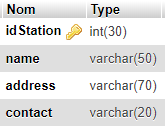 Nom Type
idStation int(30)
name varchar(50)
address varchar(70)
contact varchar(20)